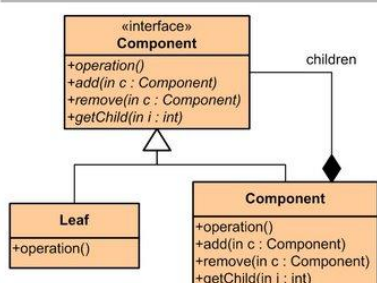 «interface»
Component
+operation()
+add(in c : Component)
+remove(in c : Component)
+getChild(in i : int)
children
Leaf
+operation()
Component
+operation()
+add(in c : Component)
+remove(in c : Component)
+getChild(in i : int)